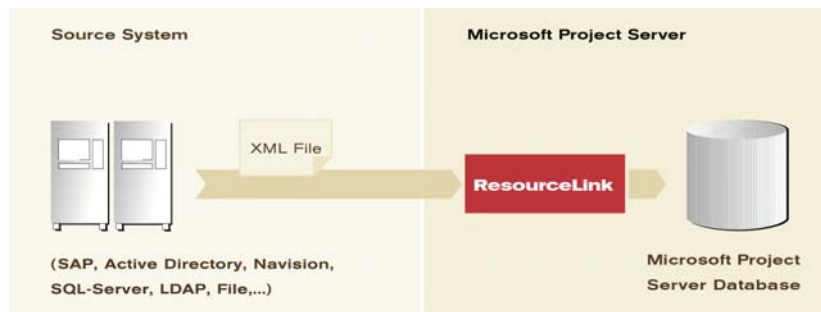 Source System
Microsoft Project Server
XML File
ResourceLink
(SAP, Active Directory, Navision,
SQL-Server, LDAP, File,...)
Microsoft Project
Server Database